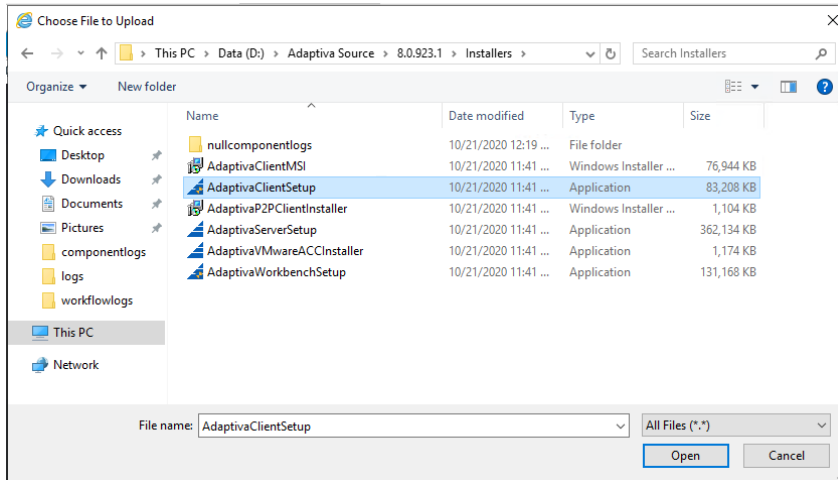 Choose File to Upload
This PC > Data (D:) > Adaptiva Source > 8.0.923.1 > Installers >
Search Installers
Organize
New folder
Name Date modified Type Size
Quick access
Desktop
Downloads
Documents
Pictures
componentlogs
logs
workflowlogs
This PC
Network
nullcomponentlogs 10/21/2020 12:19 ... File folder
AdaptivaClientMSI 10/21/2020 11:41 ... Windows Installer ... 76,944 KB
AdaptivaClientSetup 10/21/2020 11:41 ... Application 83,208 KB
AdaptivaP2PClientInstaller 10/21/2020 11:41 ... Windows Installer ... 1,104 KB
AdaptivaServerSetup 10/21/2020 11:41 ... Application 362,134 KB
AdaptivaVMwareACCInstaller 10/21/2020 11:41 ... Application 1,174 KB
AdaptivaWorkbenchSetup 10/21/2020 11:41 ... Application 131,168 KB
File name: AdaptivaClientSetup
All Files (*.*)
Open
Cancel